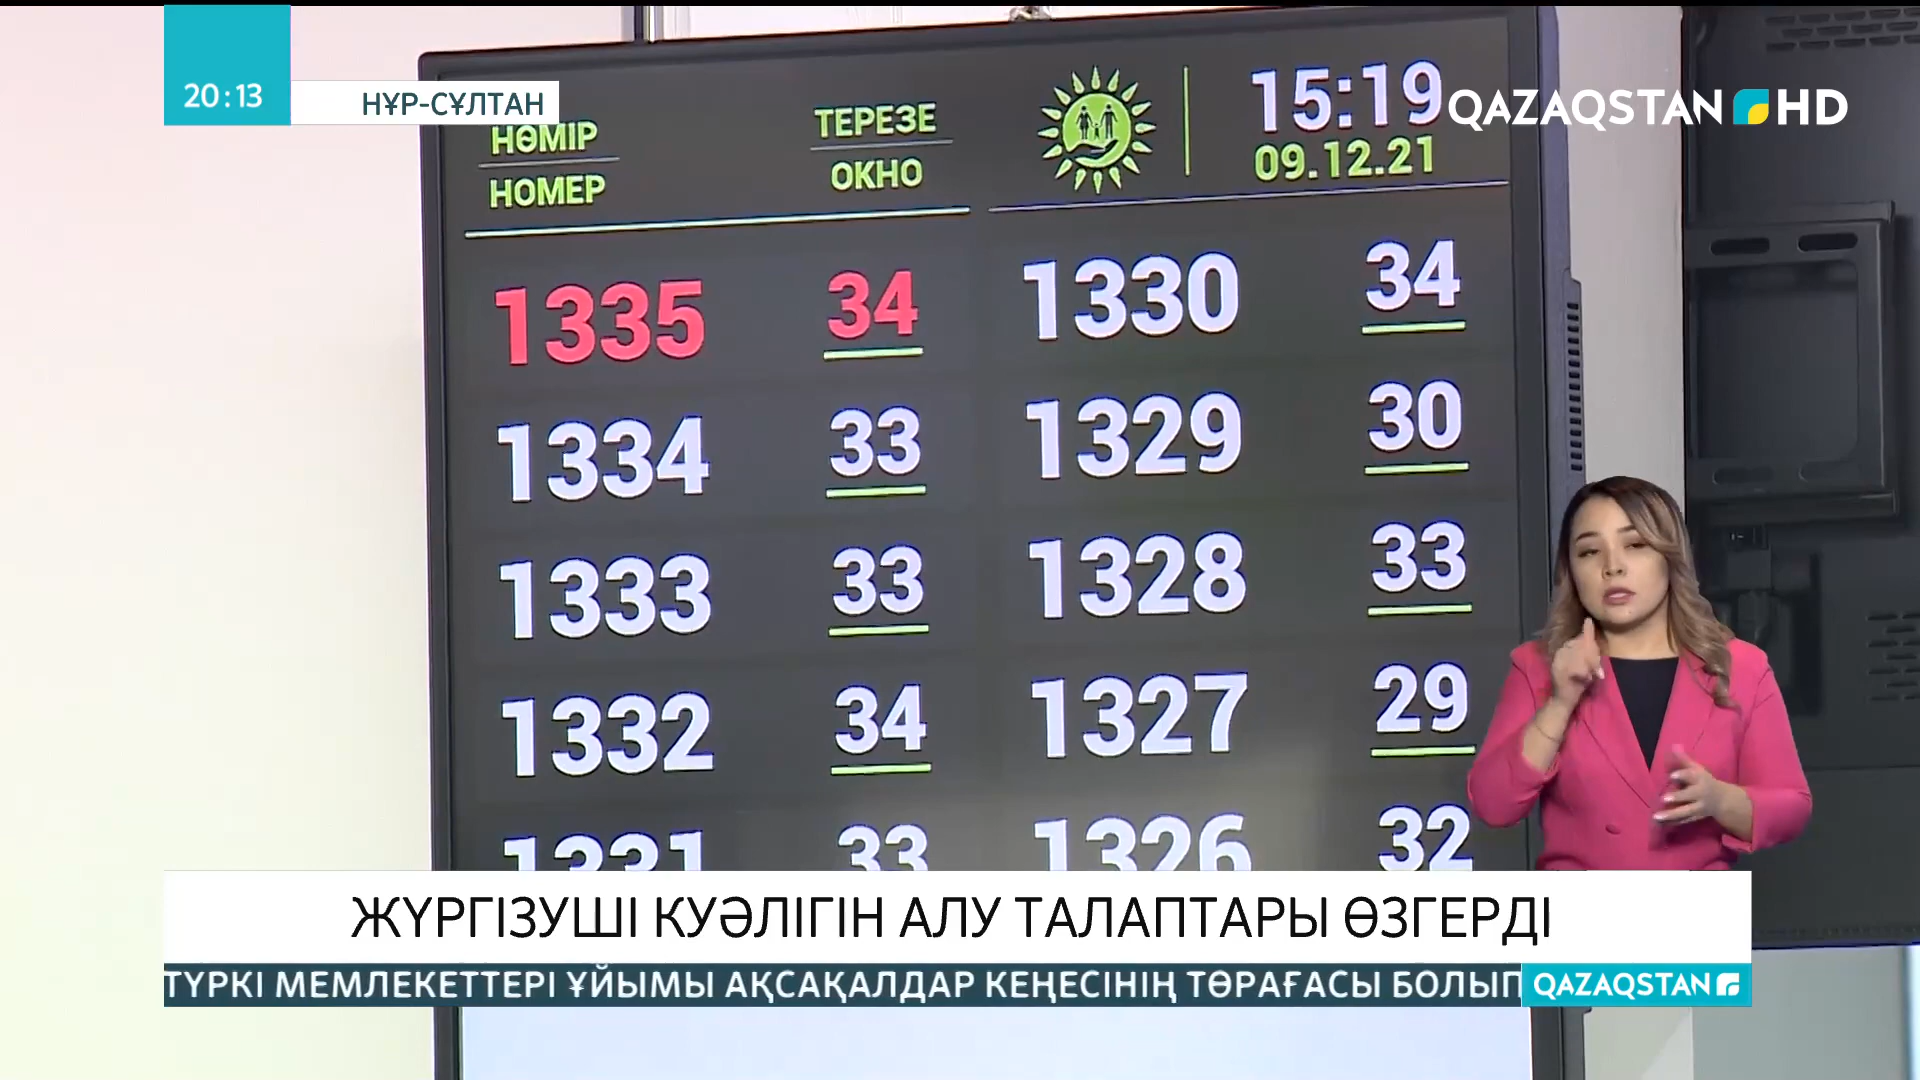 20:13
НҰР-СҰЛТАН
QAZAQSTAN HD
НӨМІР
НОМЕР
ТЕРЕЗЕ
ОКНО
15:19
09.12.21
1335 34
1334 33
1333 33
1332 34
1331 33
1330 34
1329 30
1328 33
1327 29
1326 32
ЖҮРГІЗУШІ КУӘЛІГІН АЛУ ТАЛАПТАРЫ ӨЗГЕРДІ
ТҮРКІ МЕМЛЕКЕТТЕРІ ҰЙЫМЫ АҚСАҚАЛДАР КЕҢЕСІНІҢ ТӨРАҒАСЫ БОЛЫП
QAZAQSTAN